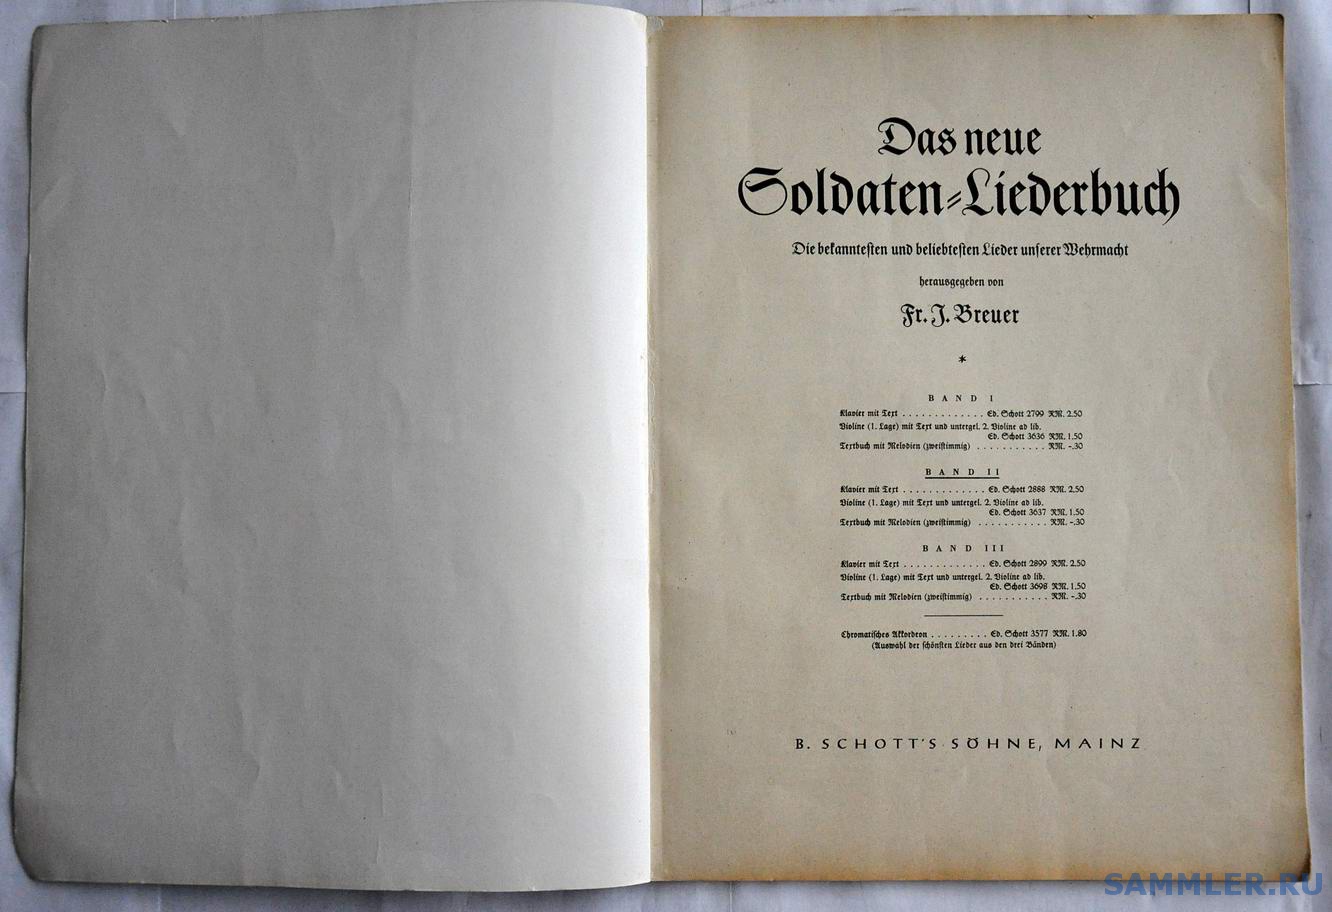 Das neue
Soldaten-Liederbuch
Die bekanntesten und beliebtesten Lieder unserer Wehrmacht
herausgegeben von
Fr. J. Breuer
*
BAND I
Klavier mit Text . . . . . . . . . . . . . Ed. Schott 2799 RM. 2.50
Violine (1. Lage) mit Text und untergel. 2. Violine ad lib.
Ed. Schott 3636 RM. 1.50
Textbuch mit Melodien (zweistimmig) . . . . . . . . . . . RM. -.30
BAND II
Klavier mit Text . . . . . . . . . . . . . Ed. Schott 2888 RM. 2.50
Violine (1. Lage) mit Text und untergel. 2. Violine ad lib.
Ed. Schott 3637 RM. 1.50
Textbuch mit Melodien (zweistimmig) . . . . . . . . . . . RM. -.30
BAND III
Klavier mit Text . . . . . . . . . . . . . Ed. Schott 2899 RM. 2.50
Violine (1. Lage) mit Text und untergel. 2. Violine ad lib.
Ed. Schott 3698 RM. 1.50
Textbuch mit Melodien (zweistimmig) . . . . . . . . . . . RM. -.30
Chromatisches Akkordeon . . . . . . . . . Ed. Schott 3577 RM. 1.80
(Auswahl der schönsten Lieder aus den drei Bänden)
B. SCHOTT'S SÖHNE, MAINZ
SAMMLER.RU